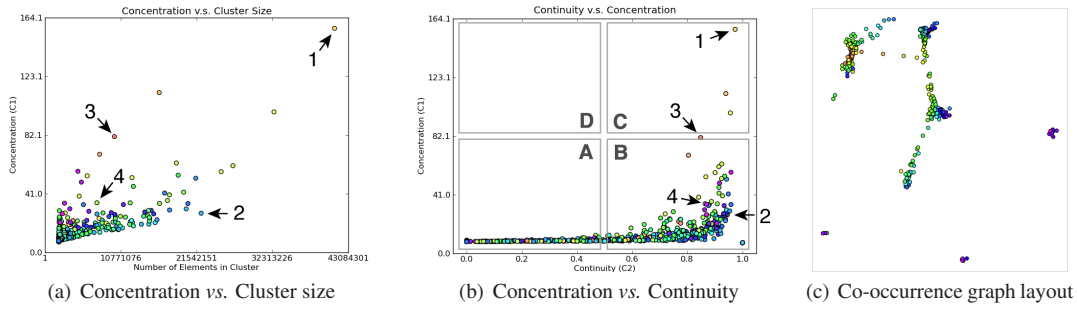 Concentration v.s. Cluster Size
164.1
123.1
82.1
41.0
0.0
Concentration (C1)
1
3
4
2
1 10771076 21542151 32313226 43084301
Number of Elements in Cluster
(a) Concentration vs. Cluster size
Continuity v.s. Concentration
164.1
123.1
82.1
41.0
0.0
Concentration (C1)
1
D C
3
A B
4
2
0.0 0.2 0.4 0.6 0.8 1.0
Continuity (C2)
(b) Concentration vs. Continuity
(c) Co-occurrence graph layout